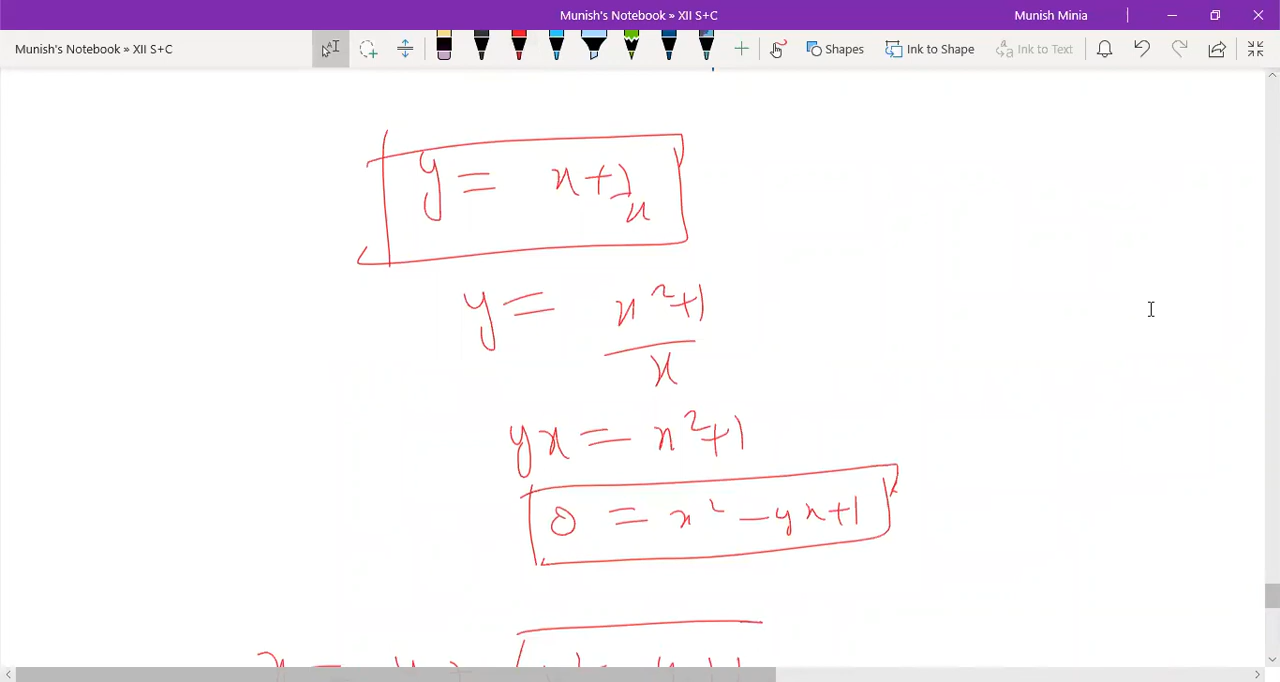 Munish's Notebook » XII S+C
Munish Minia
Munish's Notebook » XII S+C
Shapes
Ink to Shape
Ink to Text
y = x + 1/x
y = (x² + 1)/x
yx = x² + 1
0 = x² - yx + 1